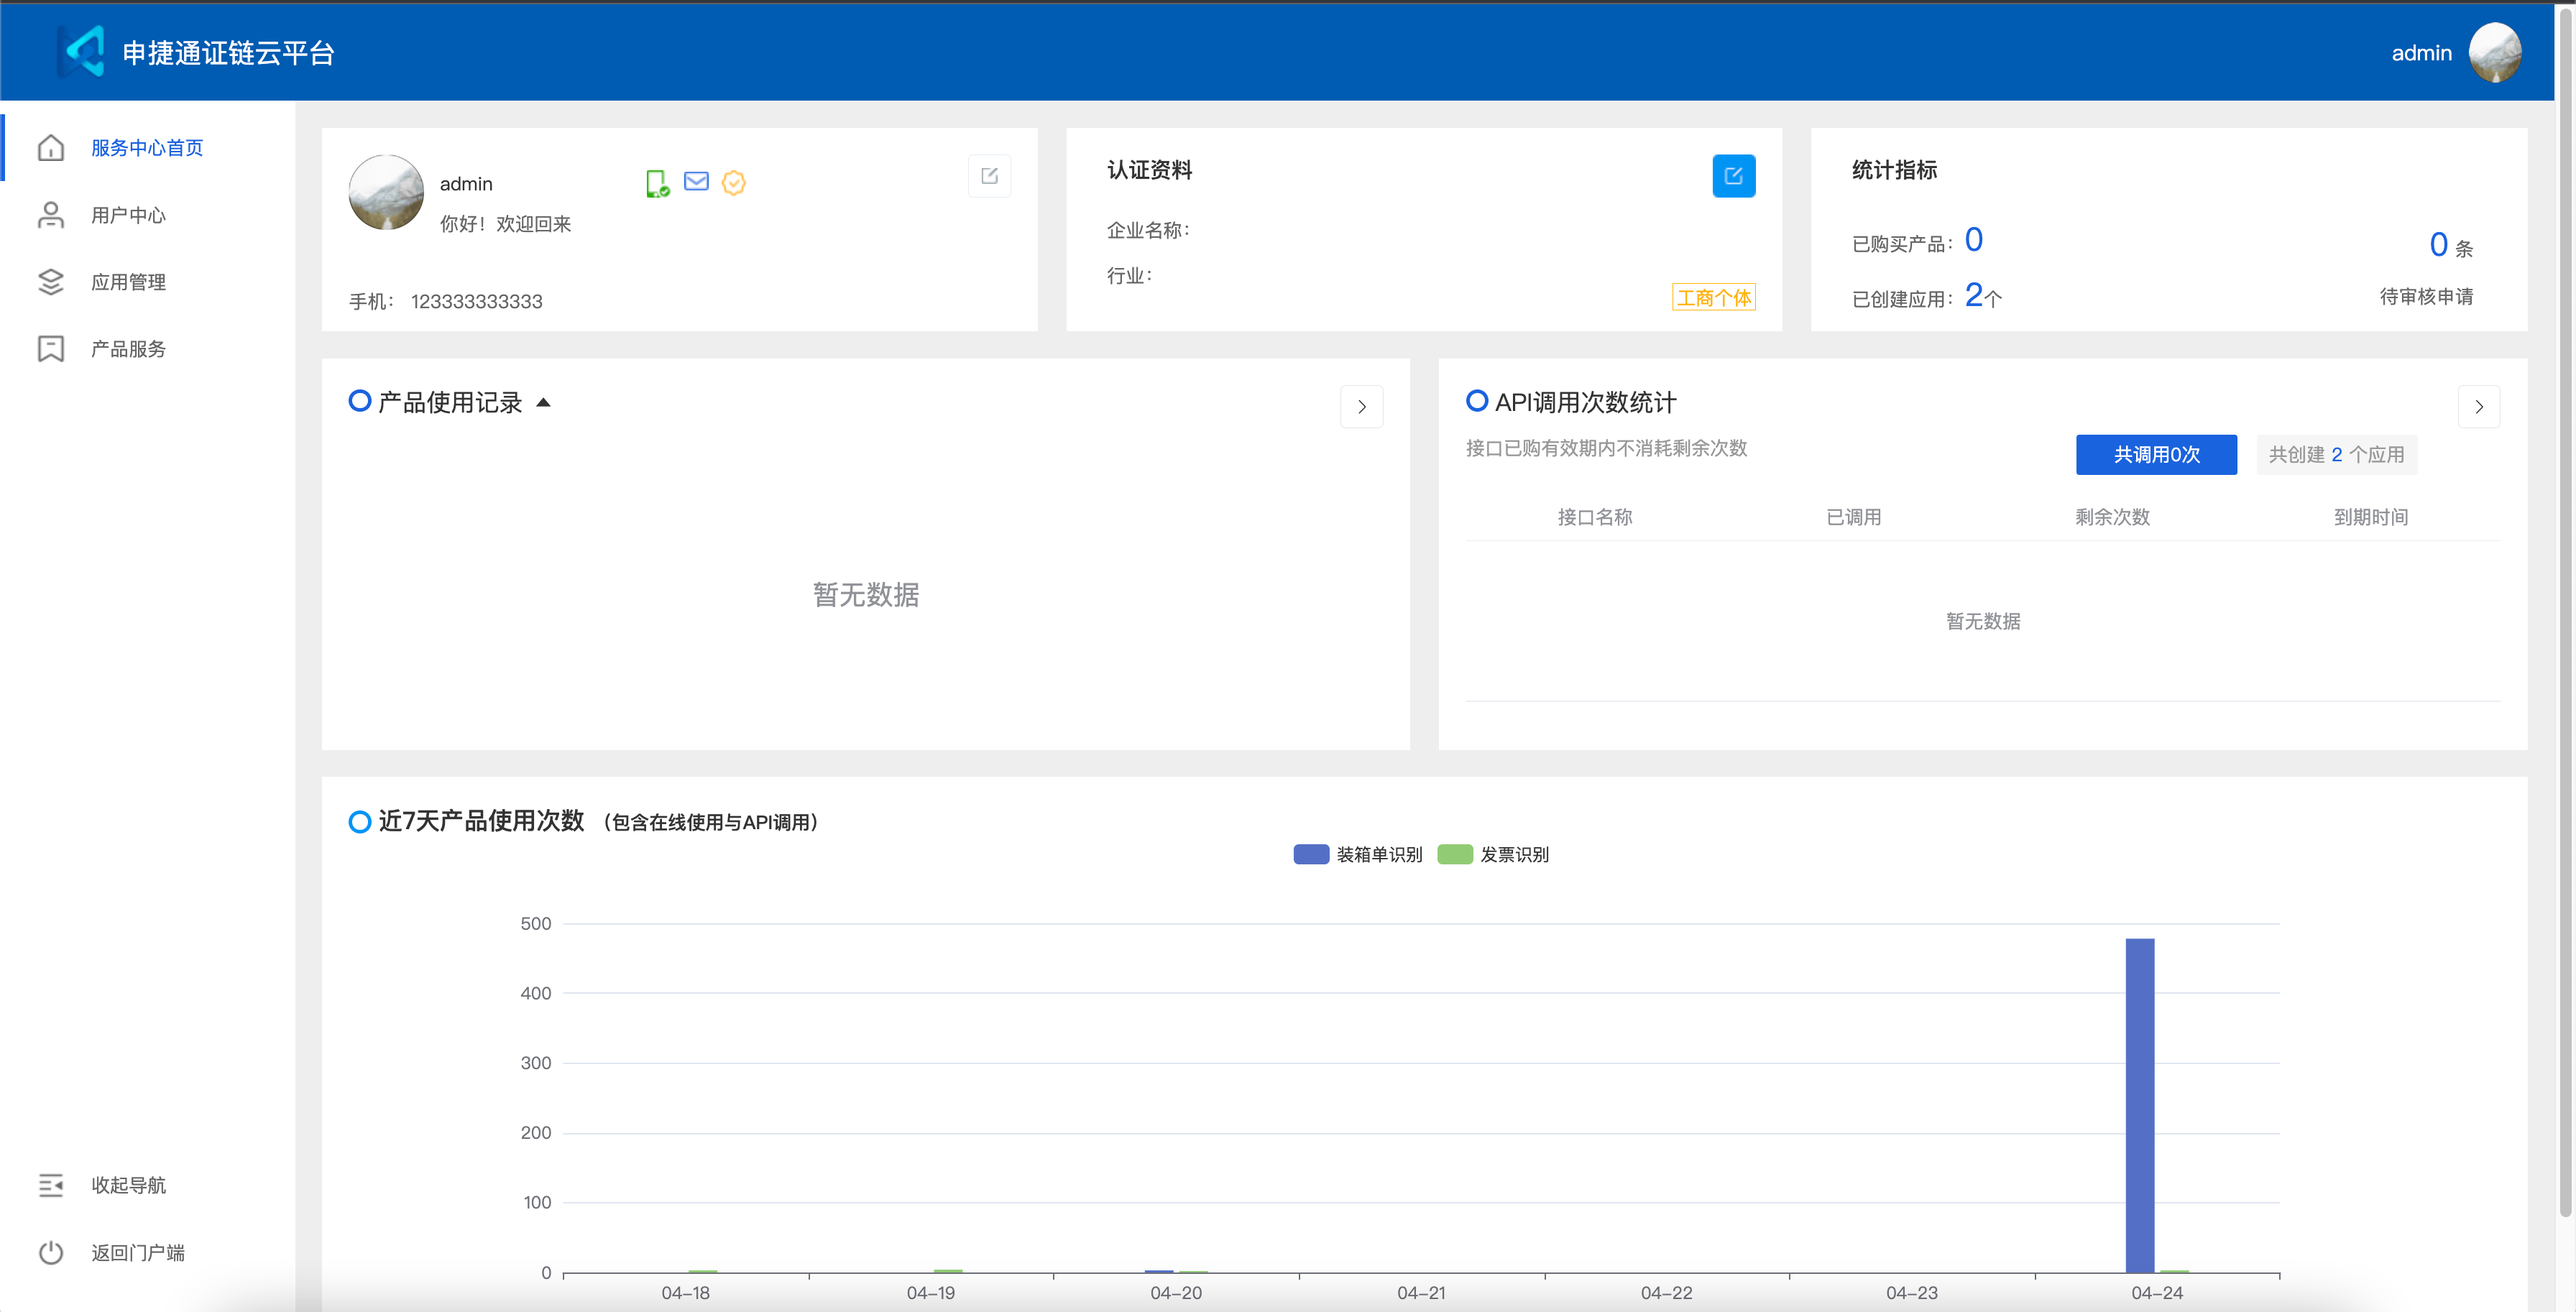 申捷通证链云平台
admin
服务中心首页
用户中心
应用管理
产品服务
收起导航
返回门户端
admin
你好！欢迎回来
手机： 123333333333
认证资料
企业名称：
行业：
工商个体
统计指标
已购买产品：0
已创建应用：2个
0 条
待审核申请
产品使用记录
暂无数据
API调用次数统计
接口已购有效期内不消耗剩余次数
共调用0次
共创建 2 个应用
接口名称 已调用 剩余次数 到期时间
暂无数据
近7天产品使用次数 （包含在线使用与API调用）
装箱单识别 发票识别
500
400
300
200
100
0
04-18 04-19 04-20 04-21 04-22 04-23 04-24